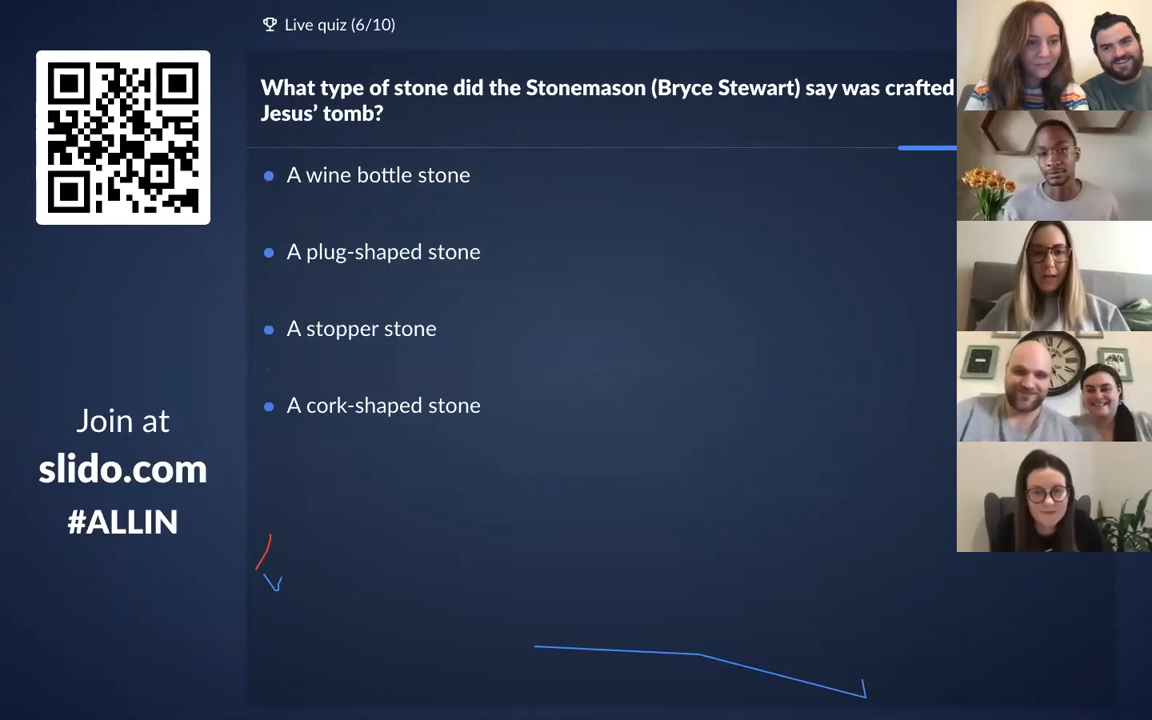 Live quiz (6/10)
What type of stone did the Stonemason (Bryce Stewart) say was crafted
Jesus’ tomb?
A wine bottle stone
A plug-shaped stone
A stopper stone
A cork-shaped stone
Join at
slido.com
#ALLIN